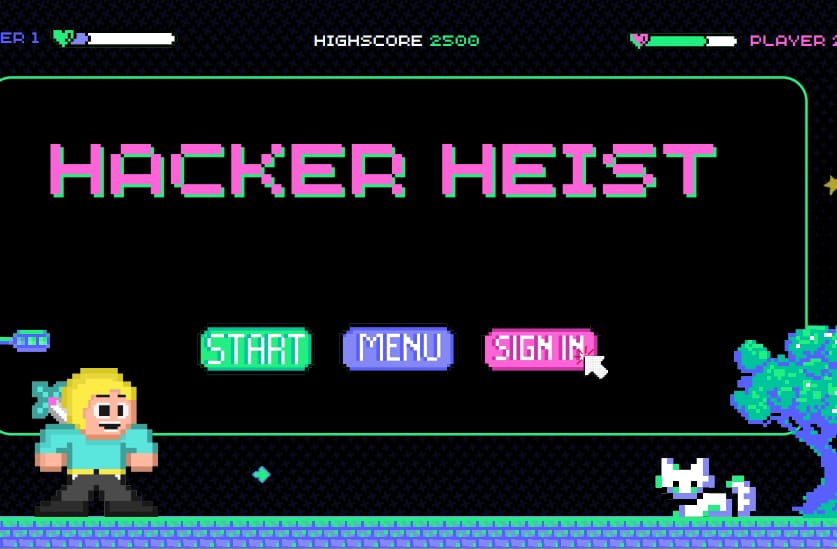 ER 1
HIGHSCORE 2500
PLAYER 2
HACKER HEIST
START
MENU
SIGN IN